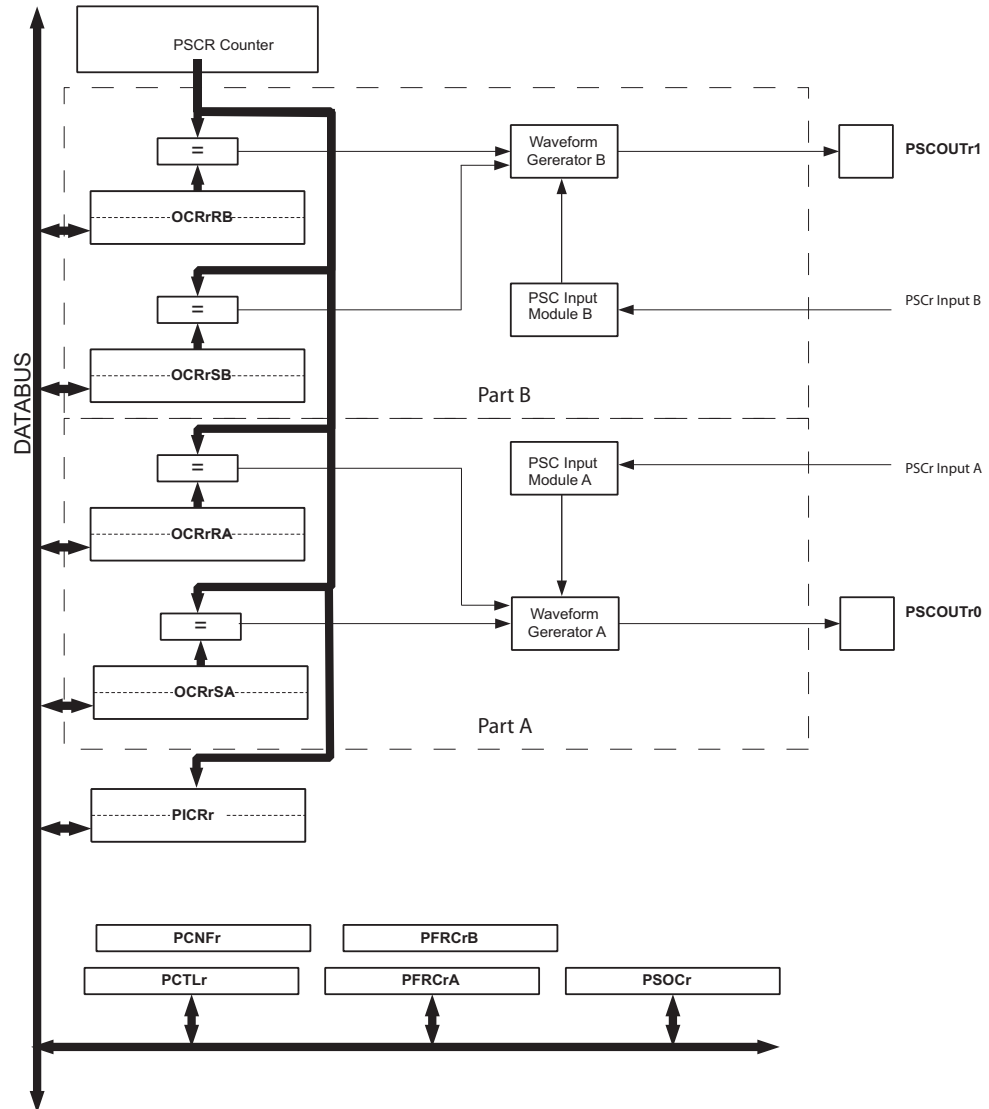 PSCR Counter
=
Waveform
Gererator B
PSCOUTr1
OCRrRB
=
PSC Input
Module B
PSCr Input B
OCRrSB
Part B
DATABUS
=
PSC Input
Module A
PSCr Input A
OCRrRA
=
Waveform
Gererator A
PSCOUTr0
OCRrSA
Part A
PICRr
PCNFr
PFRCrB
PCTLr
PFRCrA
PSOCr